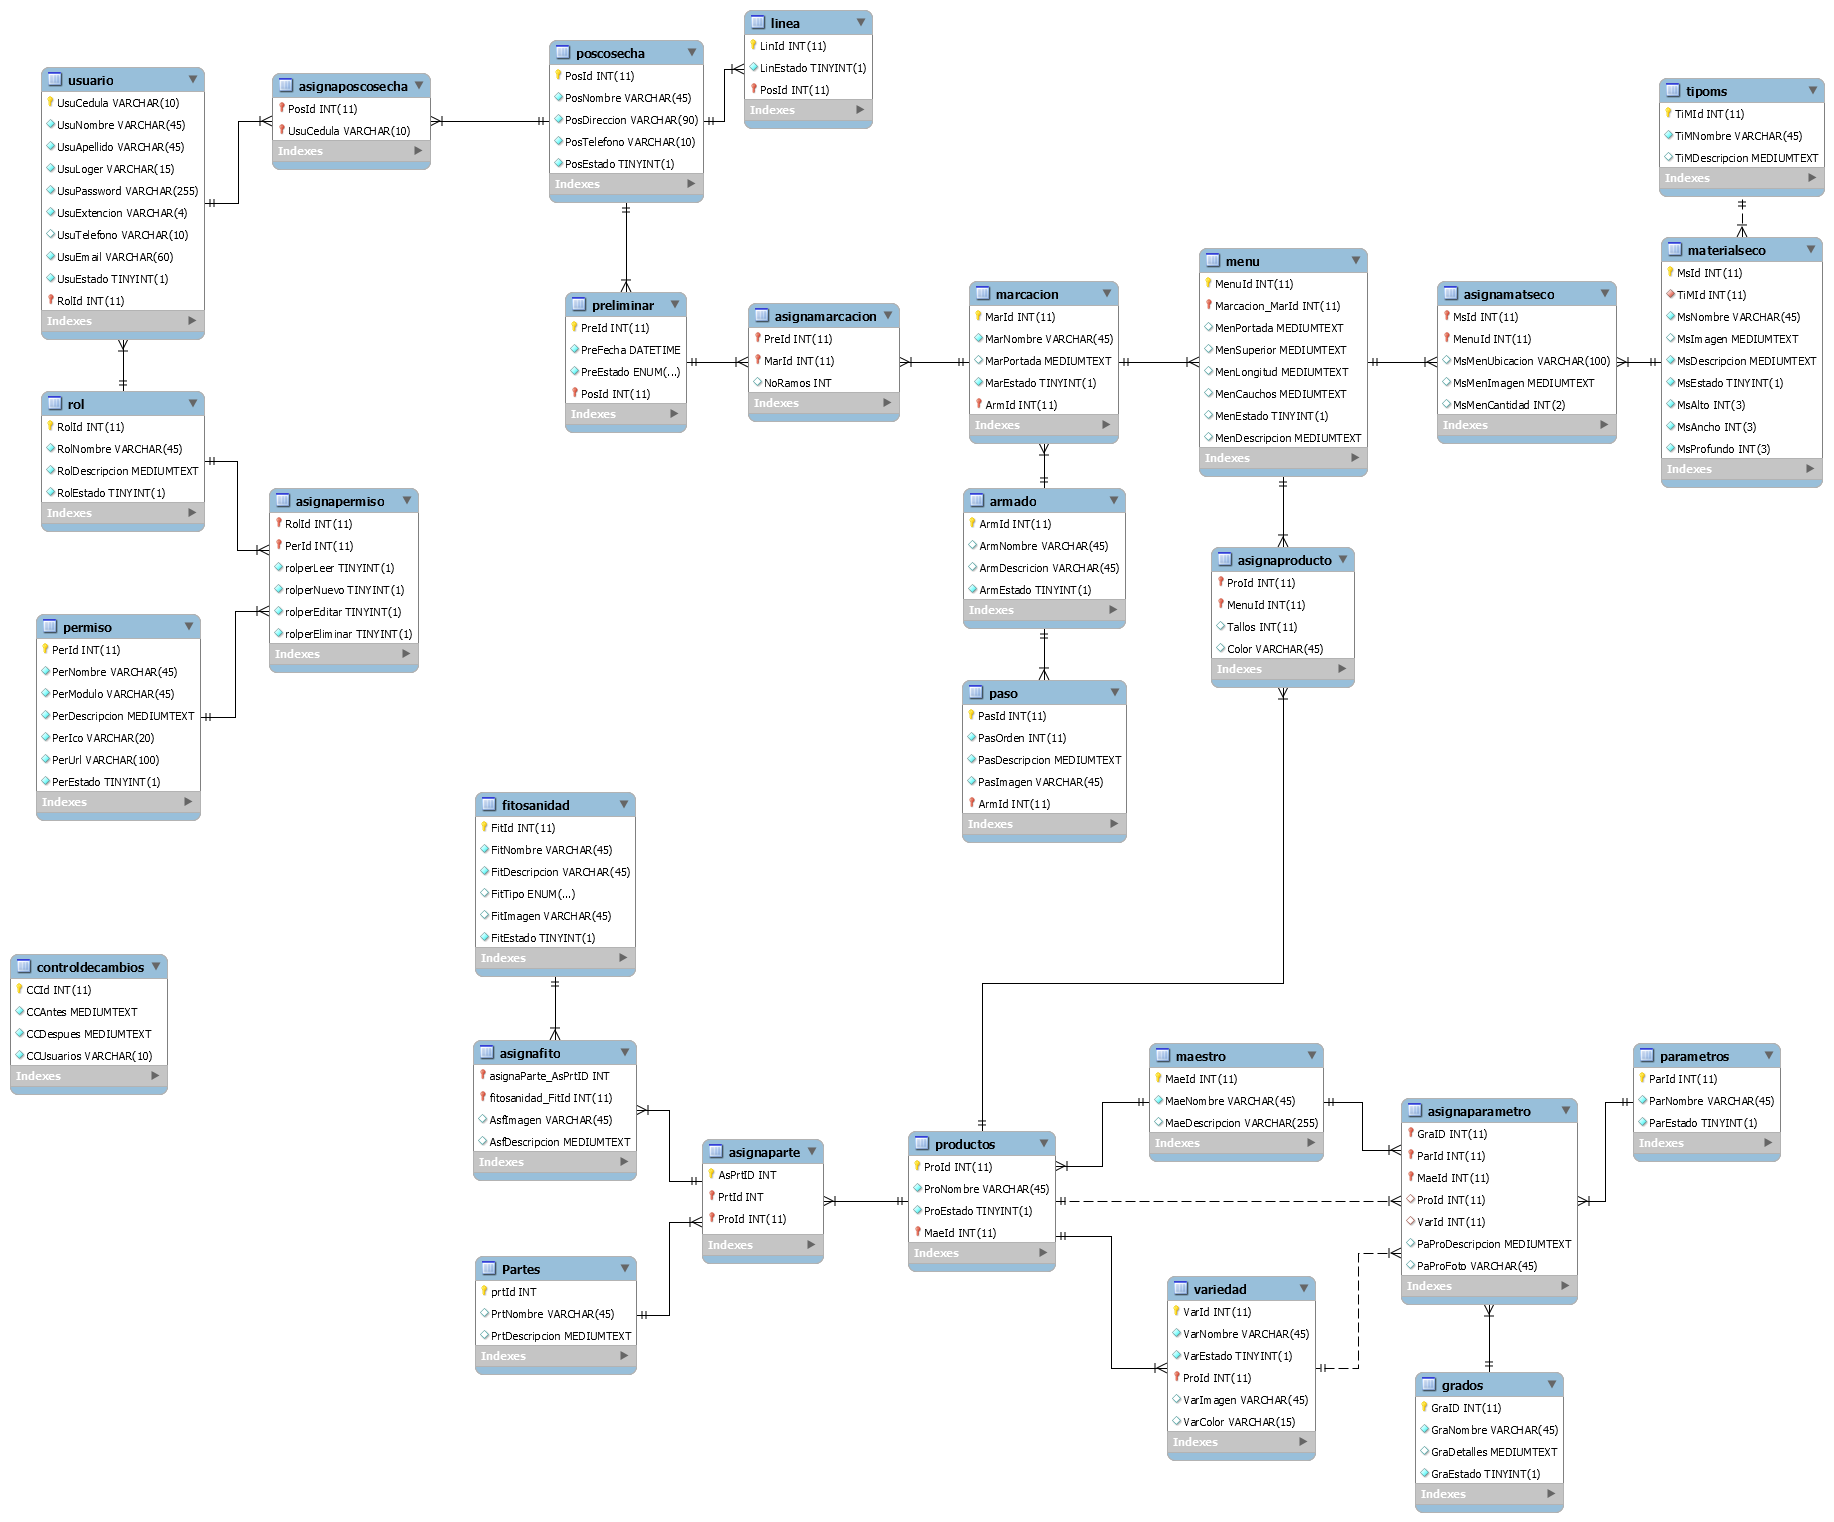 usuario
UsuCedula VARCHAR(10)
UsuNombre VARCHAR(45)
UsuApellido VARCHAR(45)
UsuLoger VARCHAR(15)
UsuPassword VARCHAR(255)
UsuExtencion VARCHAR(4)
UsuTelefono VARCHAR(10)
UsuEmail VARCHAR(60)
UsuEstado TINYINT(1)
RolId INT(11)
Indexes
asignaposcosecha
PosId INT(11)
UsuCedula VARCHAR(10)
Indexes
poscosecha
PosId INT(11)
PosNombre VARCHAR(45)
PosDireccion VARCHAR(90)
PosTelefono VARCHAR(10)
PosEstado TINYINT(1)
Indexes
linea
LinId INT(11)
LinEstado TINYINT(1)
PosId INT(11)
Indexes
tipoms
TiMId INT(11)
TiMNombre VARCHAR(45)
TiMDescripcion MEDIUMTEXT
Indexes
rol
RolId INT(11)
RolNombre VARCHAR(45)
RolDescripcion MEDIUMTEXT
RolEstado TINYINT(1)
Indexes
asignapermiso
RolId INT(11)
PerId INT(11)
rolperLeer TINYINT(1)
rolperNuevo TINYINT(1)
rolperEditar TINYINT(1)
rolperEliminar TINYINT(1)
Indexes
permiso
PerId INT(11)
PerNombre VARCHAR(45)
PerModulo VARCHAR(45)
PerDescripcion MEDIUMTEXT
PerIco VARCHAR(20)
PerUrl VARCHAR(100)
PerEstado TINYINT(1)
Indexes
preliminar
PreId INT(11)
PreFecha DATETIME
PreEstado ENUM(...)
PosId INT(11)
Indexes
asignamarcacion
PreId INT(11)
MarId INT(11)
NoRamos INT
Indexes
marcacion
MarId INT(11)
MarNombre VARCHAR(45)
MarPortada MEDIUMTEXT
MarEstado TINYINT(1)
ArmId INT(11)
Indexes
menu
MenuId INT(11)
Marcacion_MarId INT(11)
MenPortada MEDIUMTEXT
MenSuperior MEDIUMTEXT
MenLongitud MEDIUMTEXT
MenCauchos MEDIUMTEXT
MenEstado TINYINT(1)
MenDescripcion MEDIUMTEXT
Indexes
asignamatseco
MsId INT(11)
MenuId INT(11)
MsMenUbicacion VARCHAR(100)
MsMenImagen MEDIUMTEXT
MsMenCantidad INT(2)
Indexes
materialseco
MsId INT(11)
TiMId INT(11)
MsNombre VARCHAR(45)
MsImagen MEDIUMTEXT
MsDescripcion MEDIUMTEXT
MsEstado TINYINT(1)
MsAlto INT(3)
MsAncho INT(3)
MsProfundo INT(3)
Indexes
armado
ArmId INT(11)
ArmNombre VARCHAR(45)
ArmDescricion VARCHAR(45)
ArmEstado TINYINT(1)
Indexes
paso
PasId INT(11)
PasOrden INT(11)
PasDescripcion MEDIUMTEXT
PasImagen VARCHAR(45)
ArmId INT(11)
Indexes
asignaproducto
ProId INT(11)
MenuId INT(11)
Tallos INT(11)
Color VARCHAR(45)
Indexes
fitosanidad
FitId INT(11)
FitNombre VARCHAR(45)
FitDescripcion VARCHAR(45)
FitTipo ENUM(...)
FitImagen VARCHAR(45)
FitEstado TINYINT(1)
Indexes
controldecambios
CCId INT(11)
CCAntes MEDIUMTEXT
CCDespues MEDIUMTEXT
CCUsuarios VARCHAR(10)
Indexes
asignafito
asignaParte_AsPrtID INT
fitosanidad_FitId INT(11)
AsfImagen VARCHAR(45)
AsfDescripcion MEDIUMTEXT
Indexes
asignaparte
AsPrtID INT
PrtId INT
ProId INT(11)
Indexes
Partes
prtId INT
PrtNombre VARCHAR(45)
PrtDescripcion MEDIUMTEXT
Indexes
productos
ProId INT(11)
ProNombre VARCHAR(45)
ProEstado TINYINT(1)
MaeId INT(11)
Indexes
maestro
MaeId INT(11)
MaeNombre VARCHAR(45)
MaeDescripcion VARCHAR(255)
Indexes
variedad
VarId INT(11)
VarNombre VARCHAR(45)
VarEstado TINYINT(1)
ProId INT(11)
VarImagen VARCHAR(45)
VarColor VARCHAR(15)
Indexes
asignaparametro
GraID INT(11)
ParId INT(11)
MaeId INT(11)
ProId INT(11)
VarId INT(11)
PaProDescripcion MEDIUMTEXT
PaProFoto VARCHAR(45)
Indexes
parametros
ParId INT(11)
ParNombre VARCHAR(45)
ParEstado TINYINT(1)
Indexes
grados
GraID INT(11)
GraNombre VARCHAR(45)
GraDetalles MEDIUMTEXT
GraEstado TINYINT(1)
Indexes